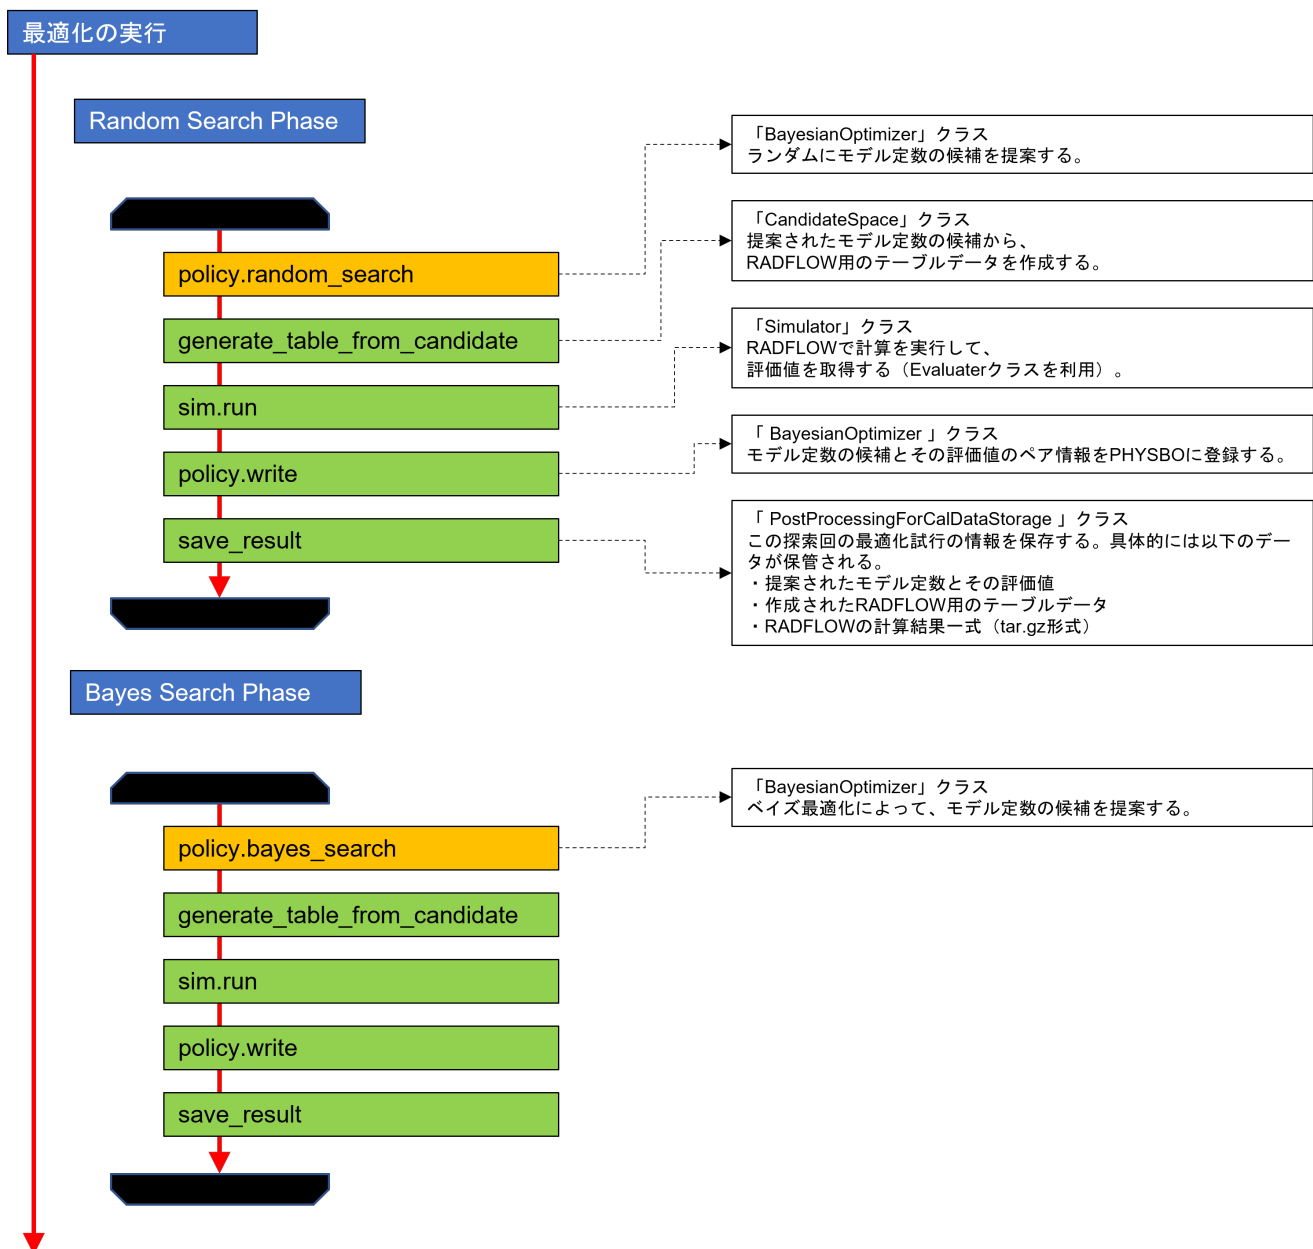 最適化の実行
Random Search Phase
policy.random_search
generate_table_from_candidate
sim.run
policy.write
save_result
「BayesianOptimizer」クラス
ランダムにモデル定数の候補を提案する。
「CandidateSpace」クラス
提案されたモデル定数の候補から、
RADFLOW用のテーブルデータを作成する。
「Simulator」クラス
RADFLOWで計算を実行して、
評価値を取得する（Evaluaterクラスを利用）。
「 BayesianOptimizer 」クラス
モデル定数の候補とその評価値のペア情報をPHYSBOに登録する。
「 PostProcessingForCalDataStorage 」クラス
この探索回の最適化試行の情報を保存する。具体的には以下のデー
タが保管される。
・提案されたモデル定数とその評価値
・作成されたRADFLOW用のテーブルデータ
・RADFLOWの計算結果一式（tar.gz形式）
Bayes Search Phase
policy.bayes_search
generate_table_from_candidate
sim.run
policy.write
save_result
「BayesianOptimizer」クラス
ベイズ最適化によって、モデル定数の候補を提案する。